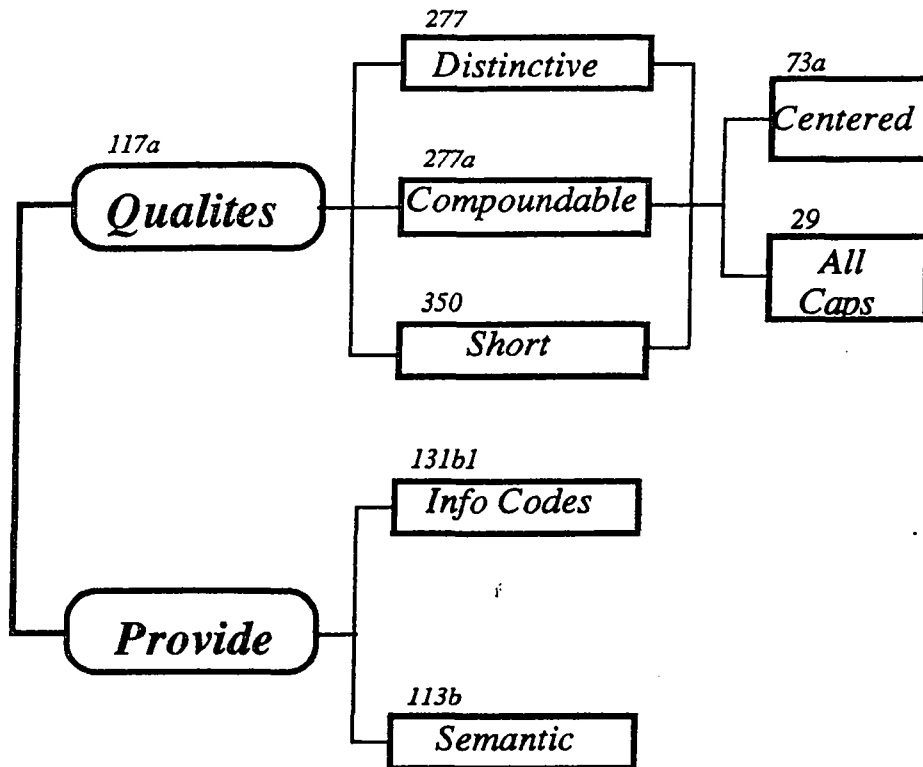 277
Distinctive
73a
Centered
117a
Qualites
277a
Compoundable
29
All
Caps
350
Short
131b1
Info Codes
Provide
113b
Semantic